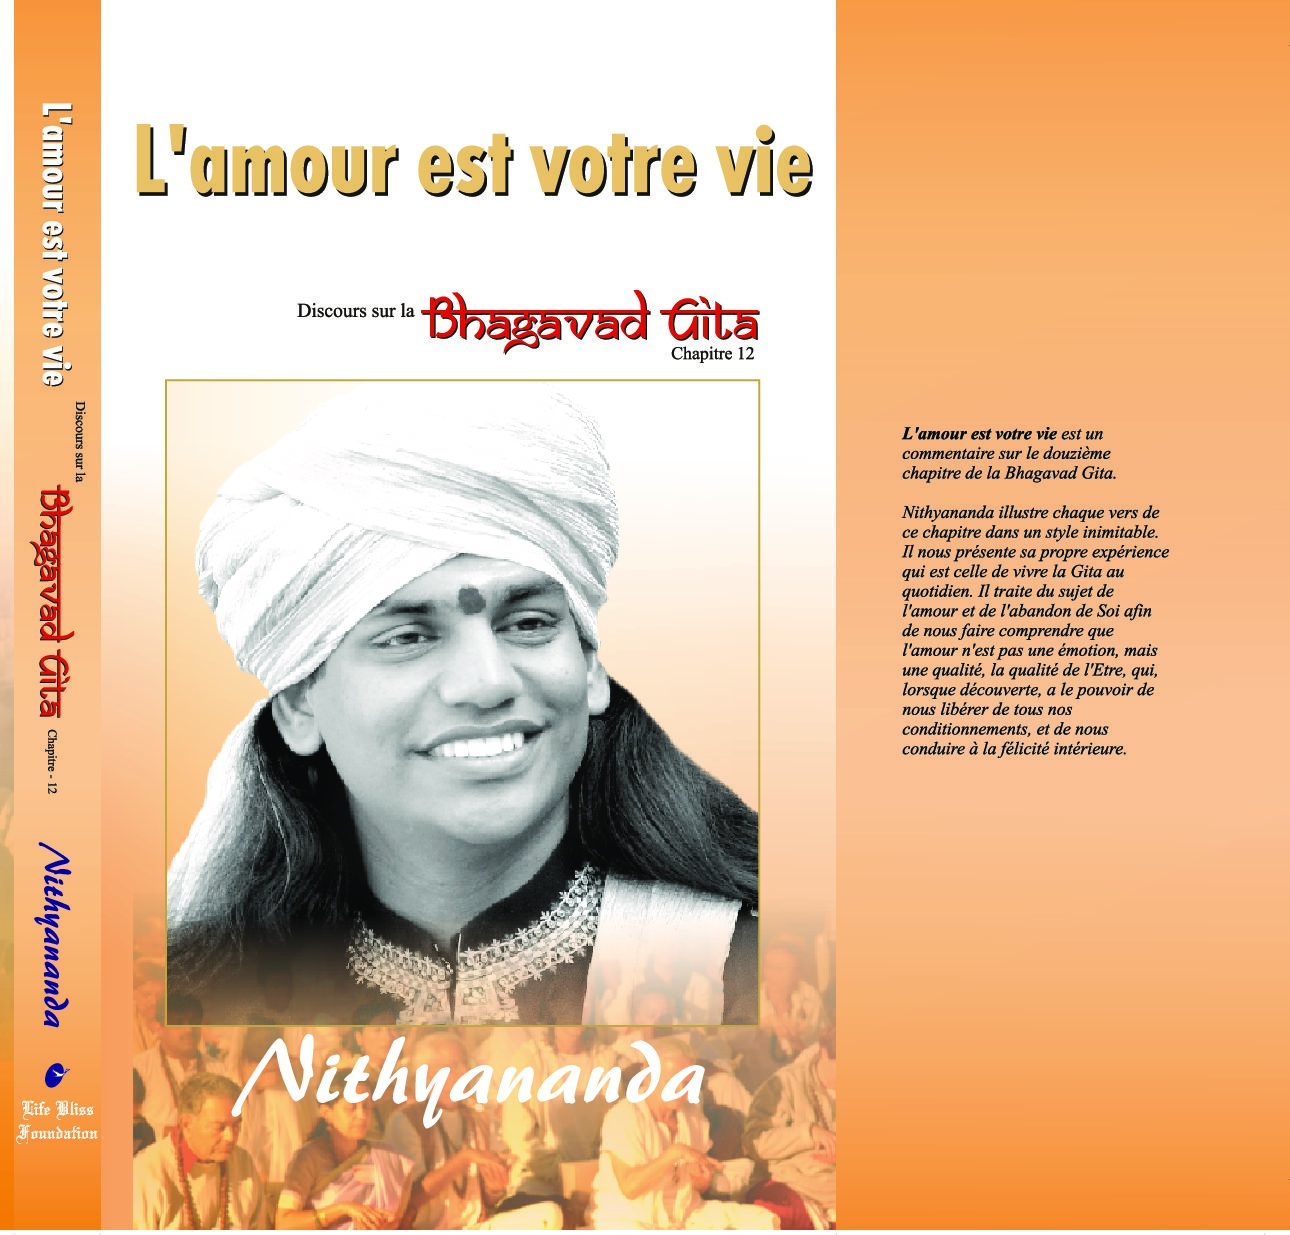 L'amour est votre vie
Discours sur la
Bhagavad Gita
Chapitre - 12
Nithyananda
Life Bliss
Foundation
L'amour est votre vie
Discours sur la Bhagavad Gita
Chapitre 12
Nithyananda
L'amour est votre vie est un
commentaire sur le douzième
chapitre de la Bhagavad Gita.
Nithyananda illustre chaque vers de
ce chapitre dans un style inimitable.
Il nous présente sa propre expérience
qui est celle de vivre la Gita au
quotidien. Il traite du sujet de
l'amour et de l'abandon de Soi afin
de nous faire comprendre que
l'amour n'est pas une émotion, mais
une qualité, la qualité de l'Etre, qui,
lorsque découverte, a le pouvoir de
nous libérer de tous nos
conditionnements, et de nous
conduire à la félicité intérieure.